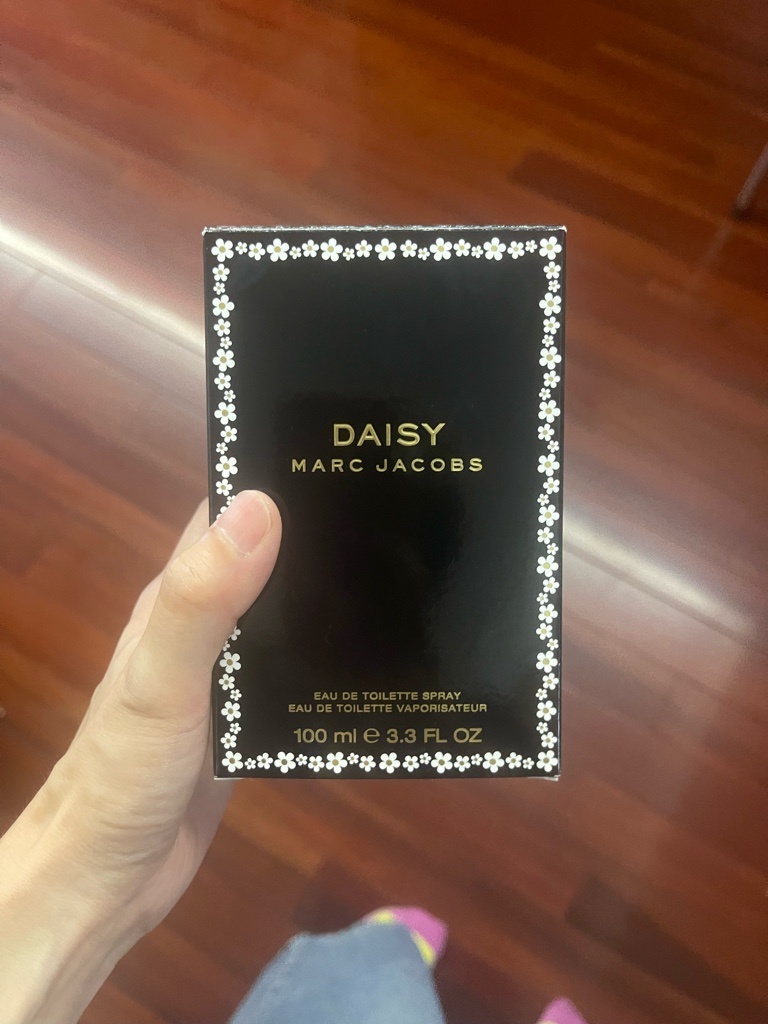 DAISY
MARC JACOBS
EAU DE TOILETTE SPRAY
EAU DE TOILETTE VAPORISATEUR
100 ml ℮ 3.3 FL OZ